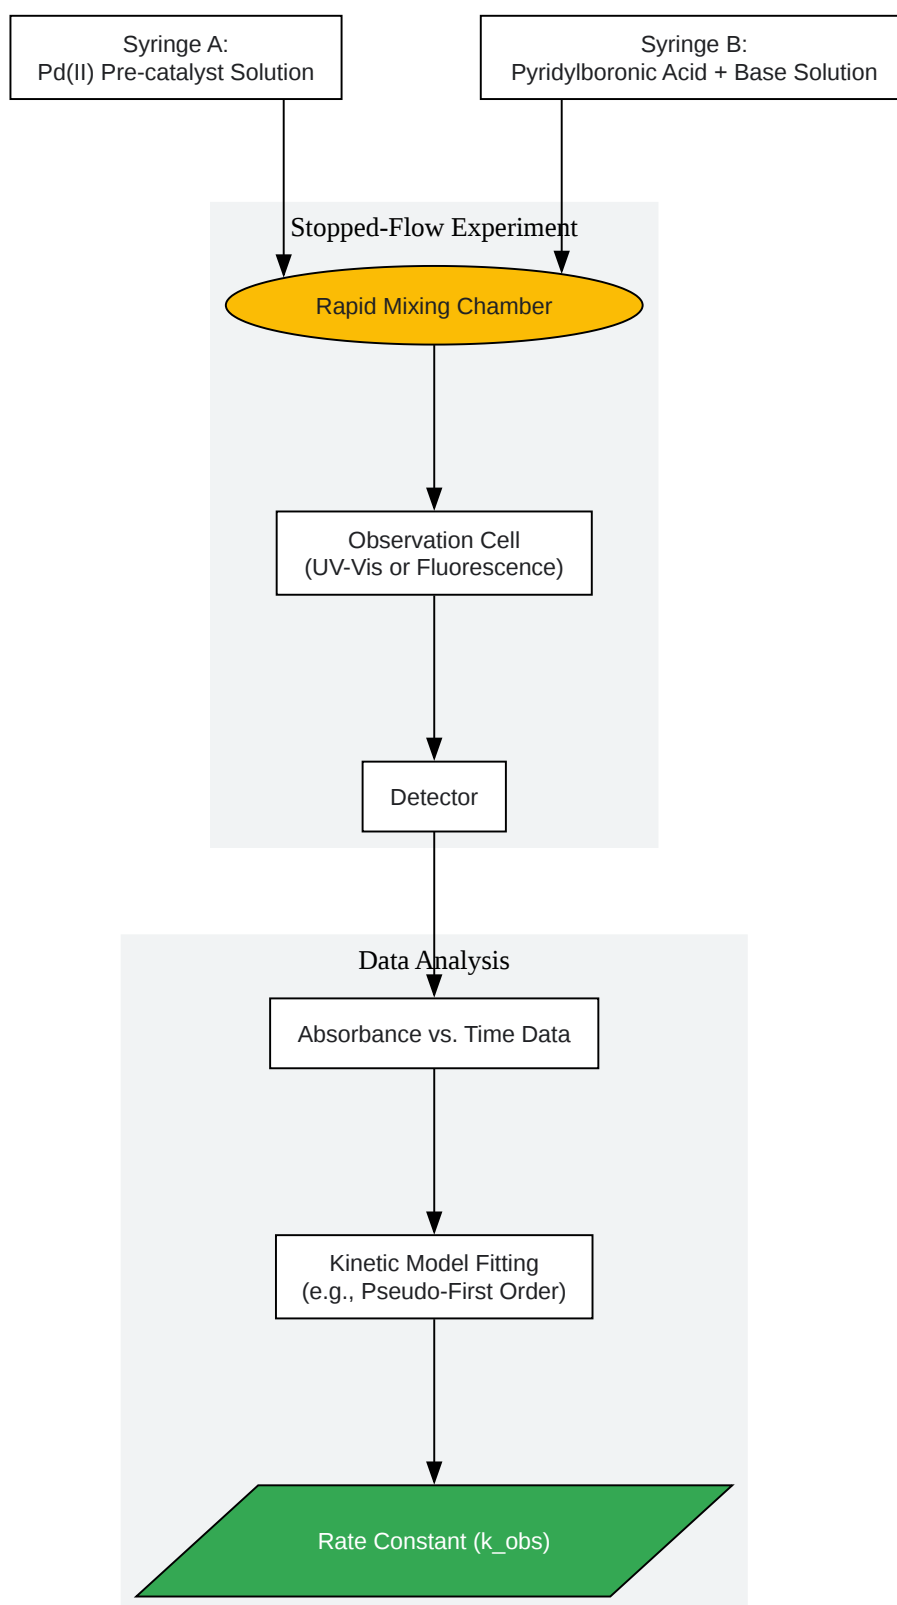 Syringe A:
Pd(II) Pre-catalyst Solution
Syringe B:
Pyridylboronic Acid + Base Solution
Stopped-Flow Experiment
Rapid Mixing Chamber
Observation Cell
(UV-Vis or Fluorescence)
Detector
Data Analysis
Absorbance vs. Time Data
Kinetic Model Fitting
(e.g., Pseudo-First Order)
Rate Constant (k_obs)